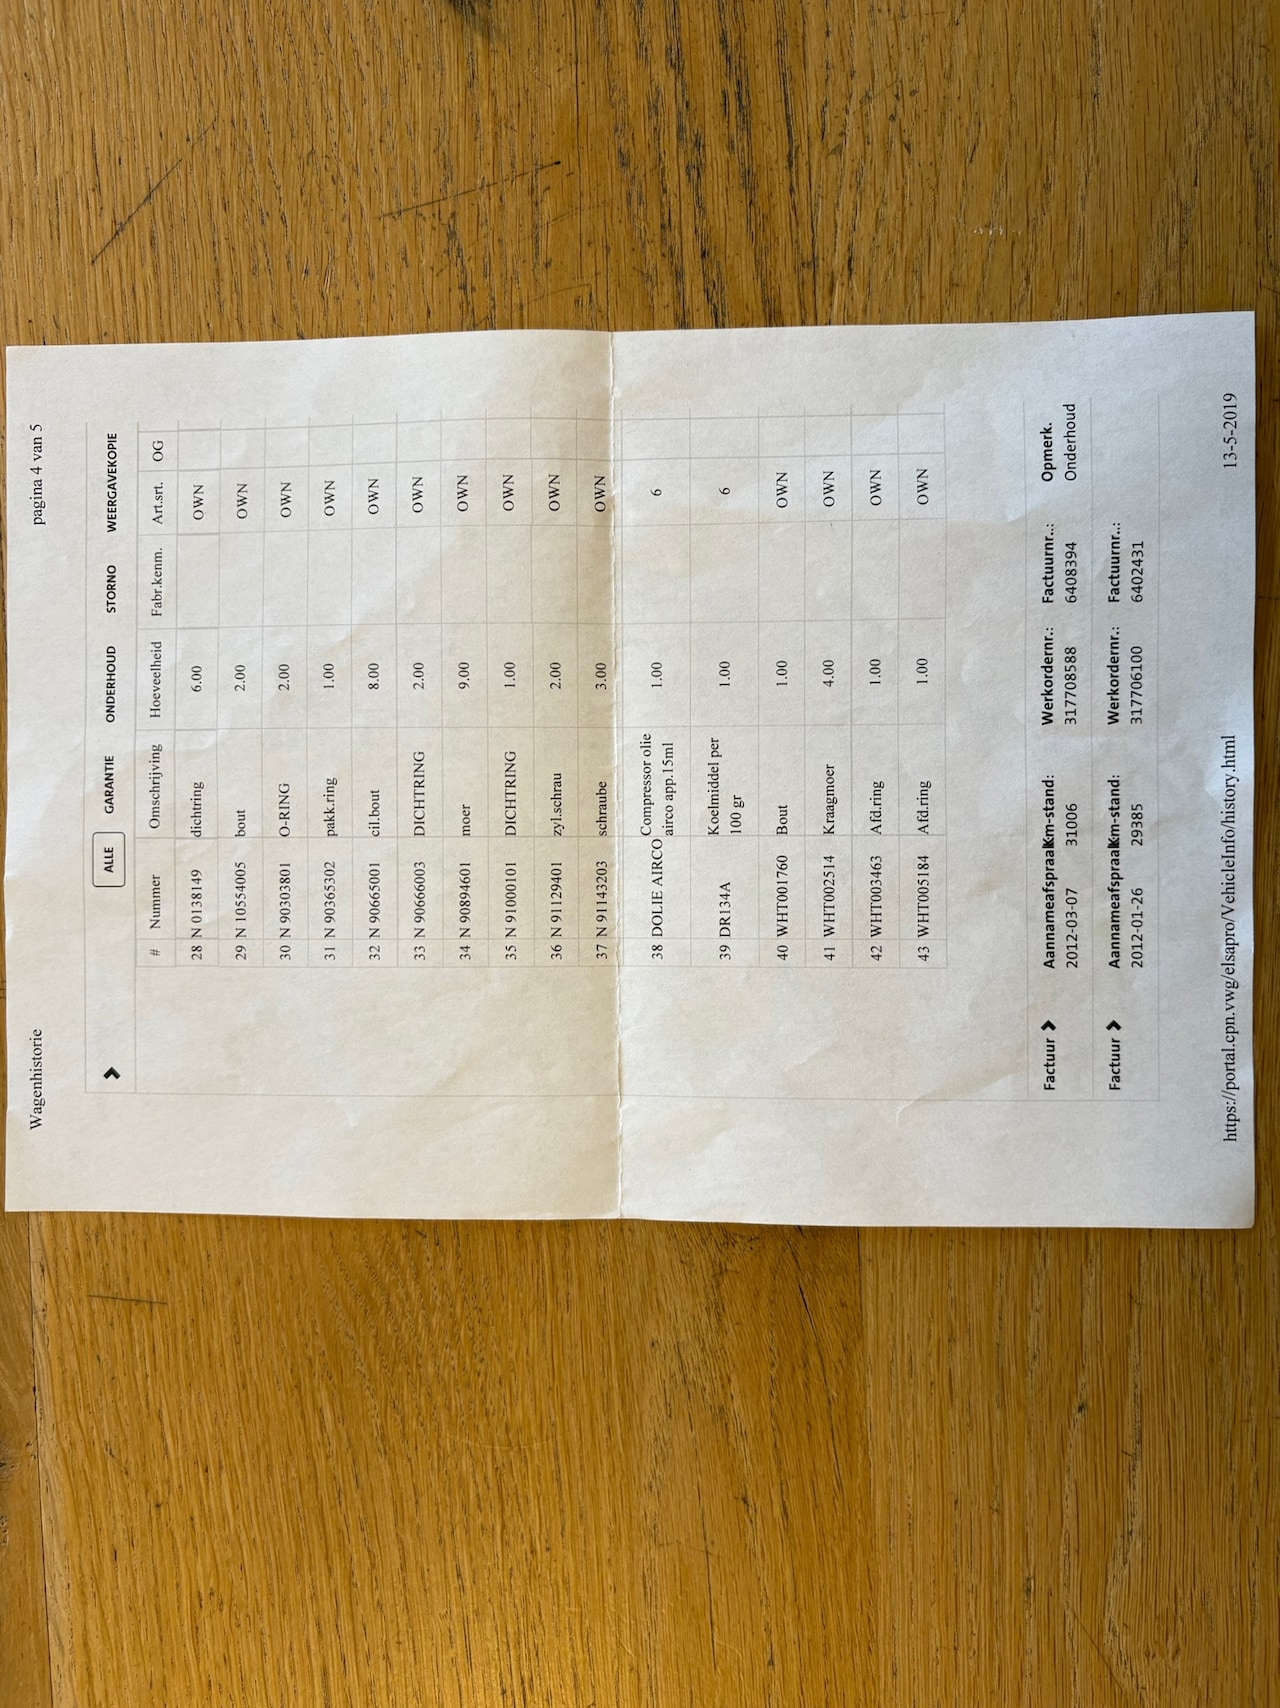 Wagenhistorie pagina 4 van 5
ALLE GARANTIE ONDERHOUD STORNO WEERGAVEKOPIE
# Nummer Omschrijving Hoeveelheid Fabr.kenm. Art.srt. OG
28 N 0138149 dichtring 6.00 OWN
29 N 10554005 bout 2.00 OWN
30 N 90303801 O-RING 2.00 OWN
31 N 90365302 pakk.ring 1.00 OWN
32 N 90665001 cil.bout 8.00 OWN
33 N 90666003 DICHTRING 2.00 OWN
34 N 90894601 moer 9.00 OWN
35 N 91000101 DICHTRING 1.00 OWN
36 N 91129401 zyl.schrau 2.00 OWN
37 N 91143203 schraube 3.00 OWN
38 DOLIE AIRCO Compressor olie 1.00 6
airco app.15ml
39 DR134A Koelmiddel per 1.00 6
100 gr
40 WHT001760 Bout 1.00 OWN
41 WHT002514 Kraagmoer 4.00 OWN
42 WHT003463 Afd.ring 1.00 OWN
43 WHT005184 Afd.ring 1.00 OWN
Factuur Aannameafspraak Km-stand: Werkordernr.: Factuurnr..: Opmerk.
2012-03-07 31006 317708588 6408394 Onderhoud
Factuur Aannameafspraak Km-stand: Werkordernr.: Factuurnr..:
2012-01-26 29385 317706100 6402431
https://portal.cpn.vwg/elsapro/VehicleInfo/history.html 13-5-2019